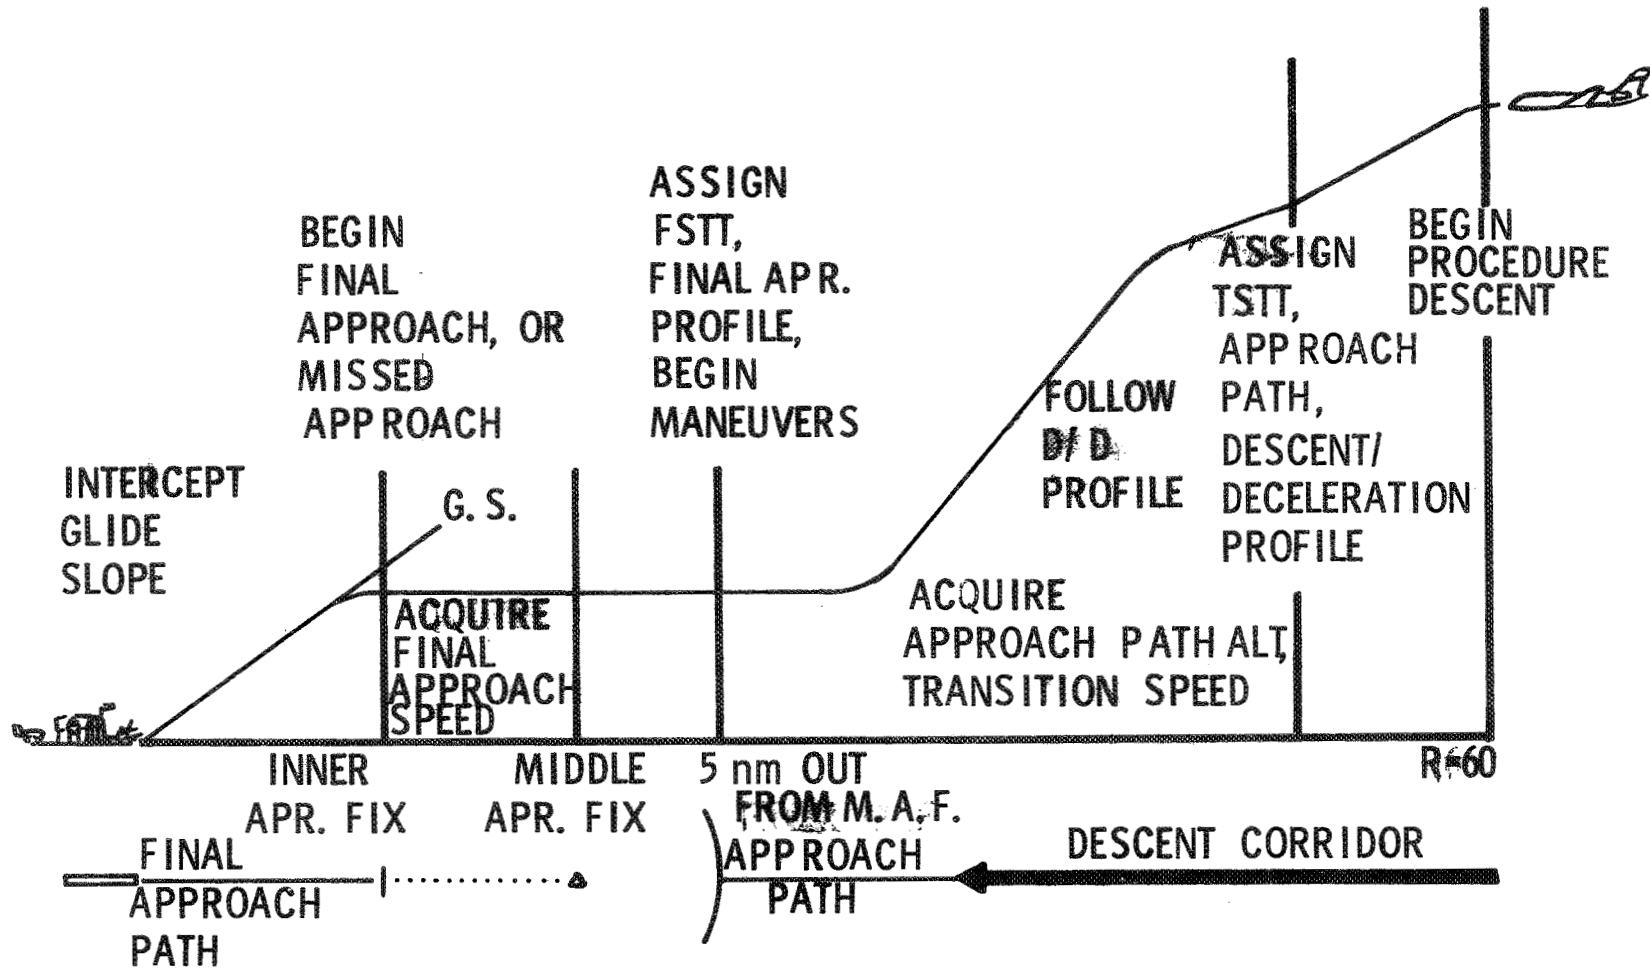 BEGIN
FINAL
APPROACH, OR
MISSED
APPROACH
ASSIGN
FSTT,
FINAL APR.
PROFILE,
BEGIN
MANEUVERS
ASSIGN
TSTT,
APPROACH
PATH,
DESCENT/
DECELERATION
PROFILE
BEGIN
PROCEDURE
DESCENT
FOLLOW
D/D
PROFILE
INTERCEPT
GLIDE
SLOPE
G. S.
ACQUIRE
FINAL
APPROACH
SPEED
ACQUIRE
APPROACH PATH ALT,
TRANSITION SPEED
INNER
APR. FIX
MIDDLE
APR. FIX
5 nm OUT
FROM M. A. F.
R=60
FINAL
APPROACH
PATH
APPROACH
PATH
DESCENT CORRIDOR